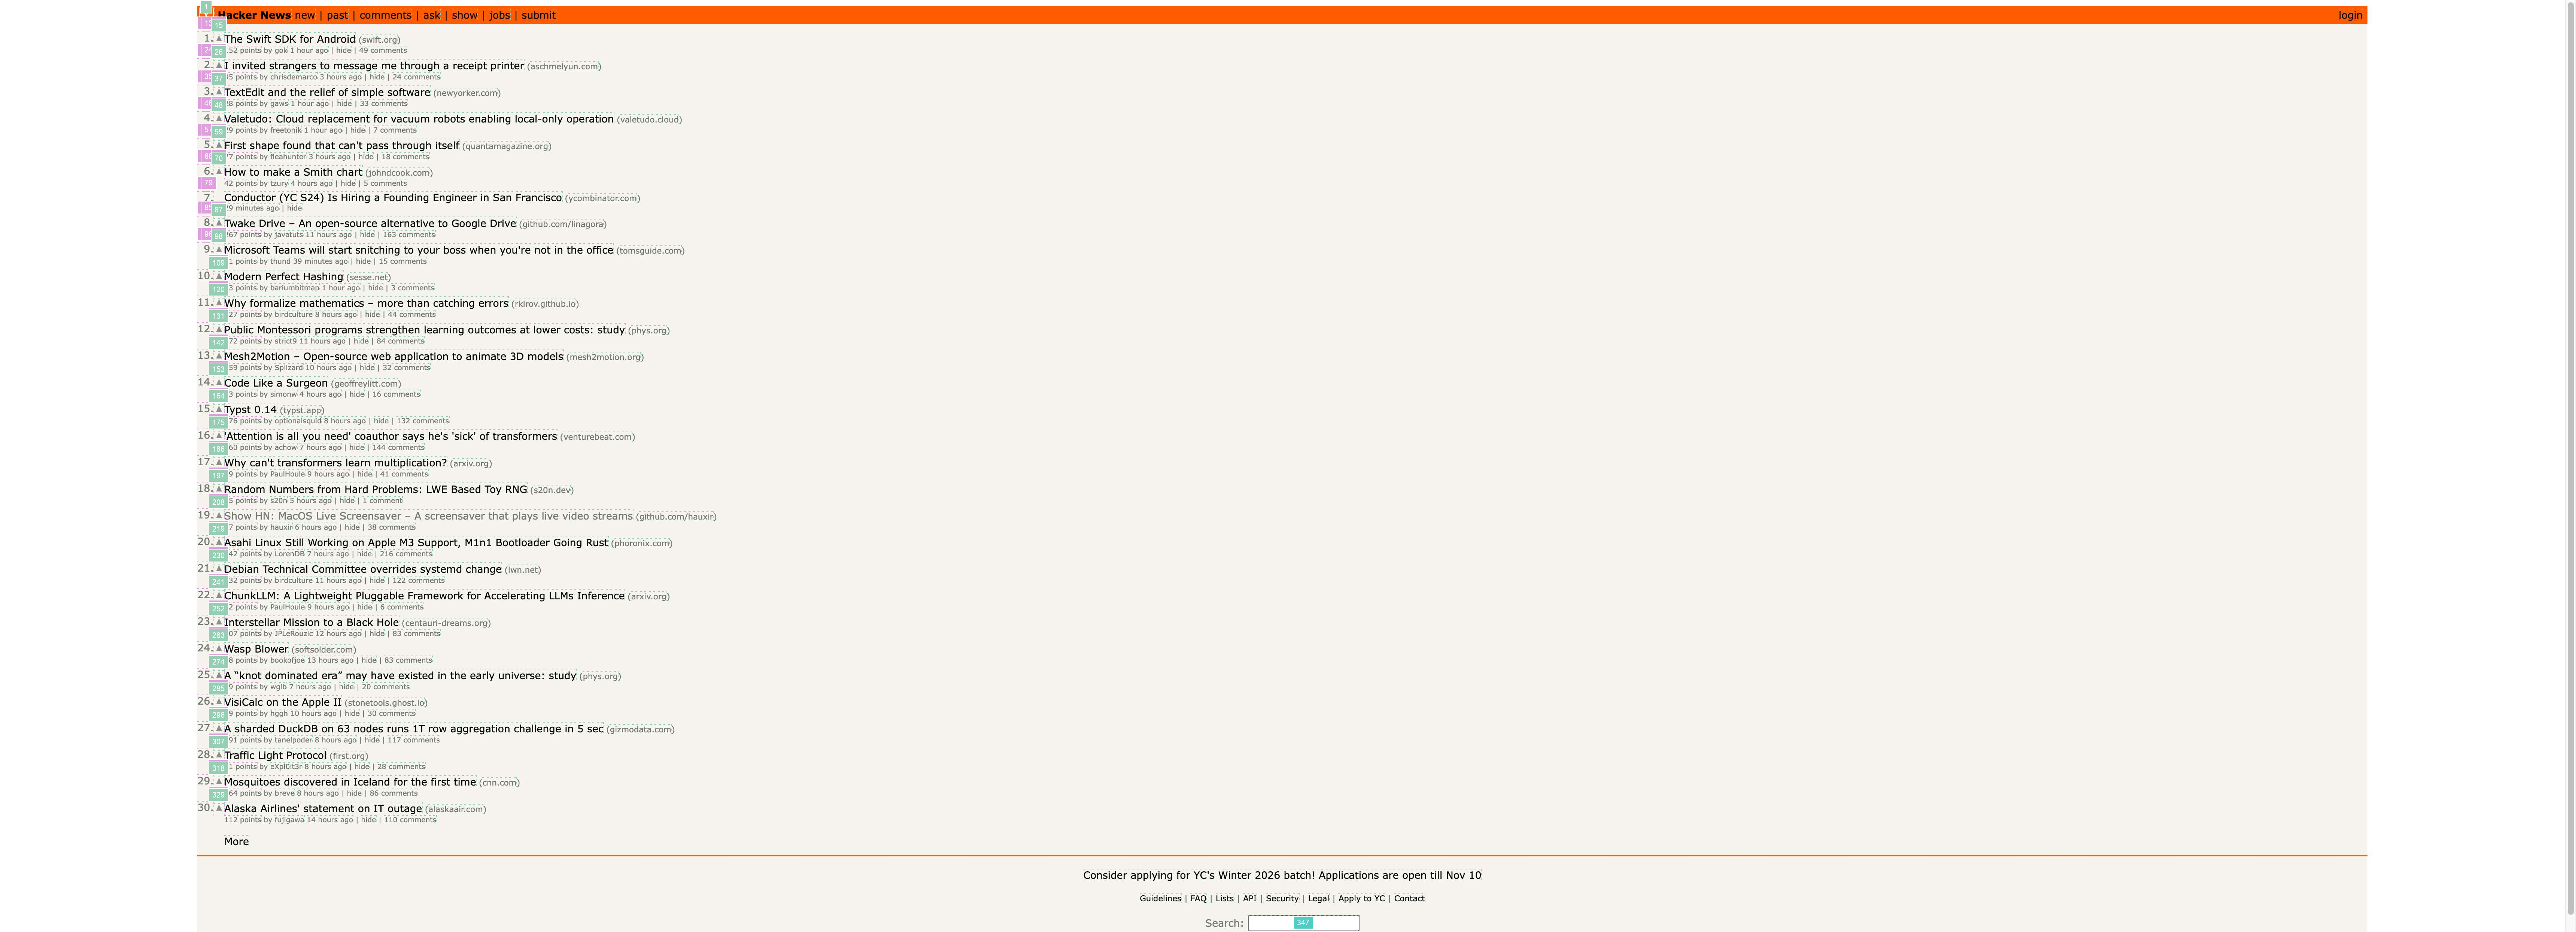 1
Hacker News new | past | comments | ask | show | jobs | submit login
15
1. The Swift SDK for Android (swift.org)
26 52 points by gok 1 hour ago | hide | 49 comments
2. I invited strangers to message me through a receipt printer (aschmelyun.com)
37 5 points by chrisdemarco 3 hours ago | hide | 24 comments
3. TextEdit and the relief of simple software (newyorker.com)
48 8 points by gaws 1 hour ago | hide | 33 comments
4. Valetudo: Cloud replacement for vacuum robots enabling local-only operation (valetudo.cloud)
59 9 points by freetonik 1 hour ago | hide | 7 comments
5. First shape found that can't pass through itself (quantamagazine.org)
70 7 points by fleahunter 3 hours ago | hide | 18 comments
6. How to make a Smith chart (johndcook.com)
79 42 points by tzury 4 hours ago | hide | 5 comments
7. Conductor (YC S24) Is Hiring a Founding Engineer in San Francisco (ycombinator.com)
87 9 minutes ago | hide
8. Twake Drive – An open-source alternative to Google Drive (github.com/linagora)
98 67 points by javatuts 11 hours ago | hide | 163 comments
9. Microsoft Teams will start snitching to your boss when you're not in the office (tomsguide.com)
109 1 points by thund 39 minutes ago | hide | 15 comments
10. Modern Perfect Hashing (sesse.net)
120 3 points by bariumbitmap 1 hour ago | hide | 3 comments
11. Why formalize mathematics – more than catching errors (rkirov.github.io)
131 27 points by birdculture 8 hours ago | hide | 44 comments
12. Public Montessori programs strengthen learning outcomes at lower costs: study (phys.org)
142 72 points by strict9 11 hours ago | hide | 84 comments
13. Mesh2Motion – Open-source web application to animate 3D models (mesh2motion.org)
153 59 points by Splizard 10 hours ago | hide | 32 comments
14. Code Like a Surgeon (geoffreylitt.com)
164 3 points by simonw 4 hours ago | hide | 16 comments
15. Typst 0.14 (typst.app)
175 76 points by optionalsquid 8 hours ago | hide | 132 comments
16. 'Attention is all you need' coauthor says he's 'sick' of transformers (venturebeat.com)
186 60 points by achow 7 hours ago | hide | 144 comments
17. Why can't transformers learn multiplication? (arxiv.org)
197 9 points by PaulHoule 9 hours ago | hide | 41 comments
18. Random Numbers from Hard Problems: LWE Based Toy RNG (s20n.dev)
208 5 points by s20n 5 hours ago | hide | 1 comment
19. Show HN: MacOS Live Screensaver – A screensaver that plays live video streams (github.com/hauxir)
219 7 points by hauxir 6 hours ago | hide | 38 comments
20. Asahi Linux Still Working on Apple M3 Support, M1n1 Bootloader Going Rust (phoronix.com)
230 42 points by LorenDB 7 hours ago | hide | 216 comments
21. Debian Technical Committee overrides systemd change (lwn.net)
241 32 points by birdculture 11 hours ago | hide | 122 comments
22. ChunkLLM: A Lightweight Pluggable Framework for Accelerating LLMs Inference (arxiv.org)
252 2 points by PaulHoule 9 hours ago | hide | 6 comments
23. Interstellar Mission to a Black Hole (centauri-dreams.org)
263 07 points by JPLeRouzic 12 hours ago | hide | 83 comments
24. Wasp Blower (softsolder.com)
274 8 points by bookofjoe 13 hours ago | hide | 83 comments
25. A “knot dominated era” may have existed in the early universe: study (phys.org)
285 9 points by wglb 7 hours ago | hide | 20 comments
26. VisiCalc on the Apple II (stonetools.ghost.io)
296 9 points by hggh 10 hours ago | hide | 30 comments
27. A sharded DuckDB on 63 nodes runs 1T row aggregation challenge in 5 sec (gizmodata.com)
307 91 points by tanelpoder 8 hours ago | hide | 117 comments
28. Traffic Light Protocol (first.org)
318 1 points by eXpl0it3r 8 hours ago | hide | 28 comments
29. Mosquitoes discovered in Iceland for the first time (cnn.com)
329 64 points by breve 8 hours ago | hide | 86 comments
30. Alaska Airlines' statement on IT outage (alaskaair.com)
112 points by fujigawa 14 hours ago | hide | 110 comments
More
Consider applying for YC's Winter 2026 batch! Applications are open till Nov 10
Guidelines | FAQ | Lists | API | Security | Legal | Apply to YC | Contact
Search: 347